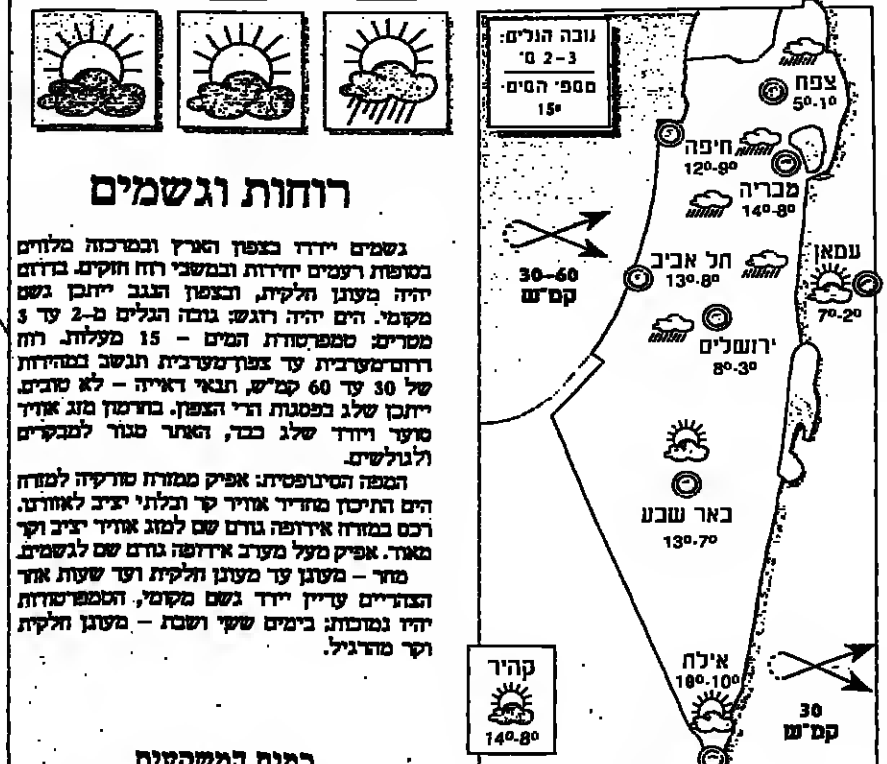 רוחות וגשמים
גשמים יירדו בצפון הארץ ובמרכזה מלווים
בסופות רעמים יחידות ובמשבי רוח חזקים. בדרום
יהיה מעונן חלקית, ובצפון הנגב ייתכן גשם
מקומי. הים יהיה רוגש; גובה הגלים מ–2 עד 3
מטרים; טמפרטורת המים – 15 מעלות. רוח
דרום־מערבית עד צפון־מערבית תנשב במהירות
של 30 עד 60 קמ״ש, תנאי ראייה – לא טובים.
ייתכן שלג בפסגות הרי הצפון. בחרמון מזג אוויר
סוער ויורד שלג כבד, האתר סגור למבקרים
ולגולשים.
המפה הסינופטית: אפיק ממזרח טורקיה למזרח
הים התיכון מחדיר אוויר קר ובלתי יציב לאזורנו.
רכס במזרח אירופה גורם שם למזג אוויר יציב וקר
מאוד. אפיק מעל מערב אירופה גורם שם לגשמים.
מחר – מעונן עד מעונן חלקית ועד שעות אחר
הצהריים עדיין יירד גשם מקומי, הטמפרטורות
יהיו נמוכות; בימים ששי ושבת – מעונן חלקית
וקר מהרגיל.
כמות המשקעים
גובה הגלים:
2–3 מ׳
טמפ׳ המים:
15°
צפת
5°-1°
חיפה
12°-9°
טבריה
14°-8°
עמאן
7°-2°
תל אביב
13°-8°
30–60
קמ״ש
ירושלים
8°-3°
באר שבע
13°-7°
אילת
18°-10°
קהיר
14°-8°
30
קמ״ש